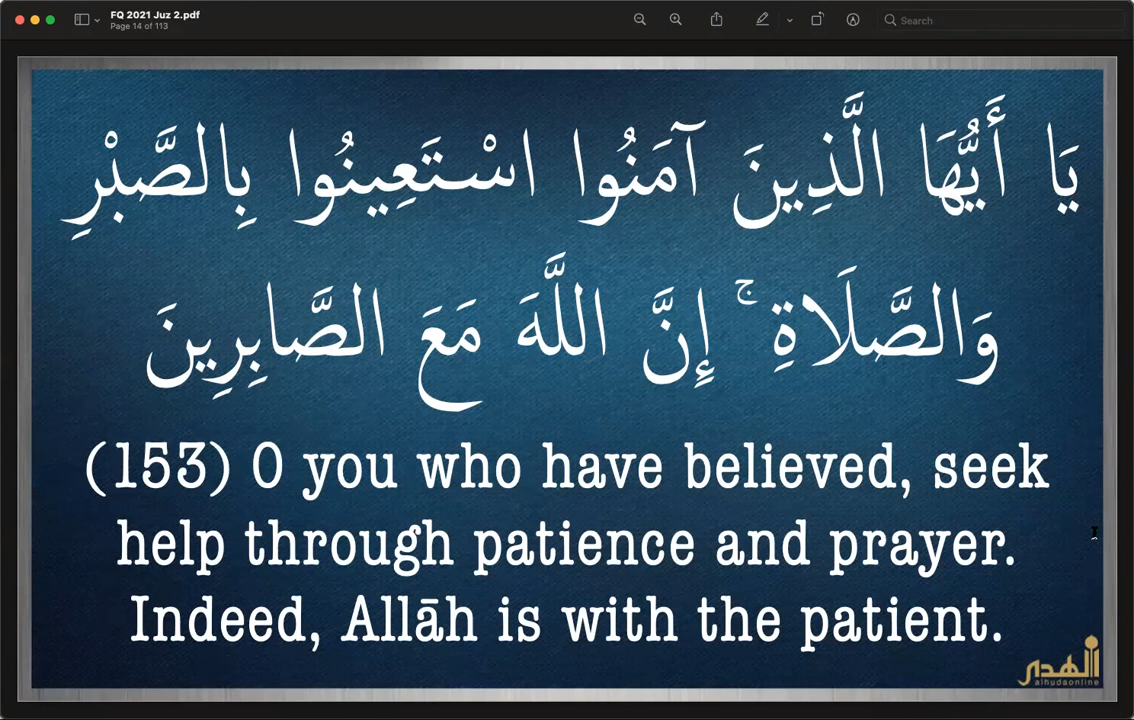 FQ 2021 Juz 2.pdf
Page 14 of 113
Search
يَا أَيُّهَا الَّذِينَ آمَنُوا اسْتَعِينُوا بِالصَّبْرِ
وَالصَّلَاةِ ۚ إِنَّ اللَّهَ مَعَ الصَّابِرِينَ
(153) O you who have believed, seek
help through patience and prayer.
Indeed, Allāh is with the patient.
الهدى
alhudaonline